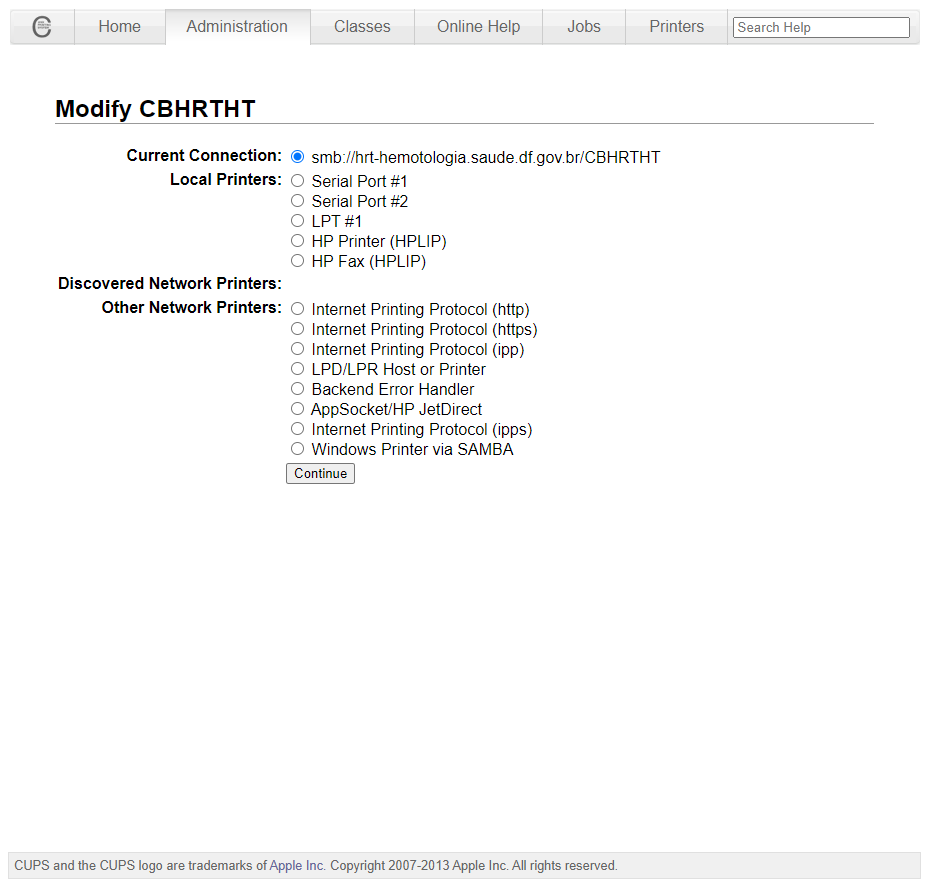 Home Administration Classes Online Help Jobs Printers Search Help
Modify CBHRTHT
Current Connection: smb://hrt-hemotologia.saude.df.gov.br/CBHRTHT
Local Printers: Serial Port #1
Serial Port #2
LPT #1
HP Printer (HPLIP)
HP Fax (HPLIP)
Discovered Network Printers:
Other Network Printers: Internet Printing Protocol (http)
Internet Printing Protocol (https)
Internet Printing Protocol (ipp)
LPD/LPR Host or Printer
Backend Error Handler
AppSocket/HP JetDirect
Internet Printing Protocol (ipps)
Windows Printer via SAMBA
Continue
CUPS and the CUPS logo are trademarks of Apple Inc. Copyright 2007-2013 Apple Inc. All rights reserved.